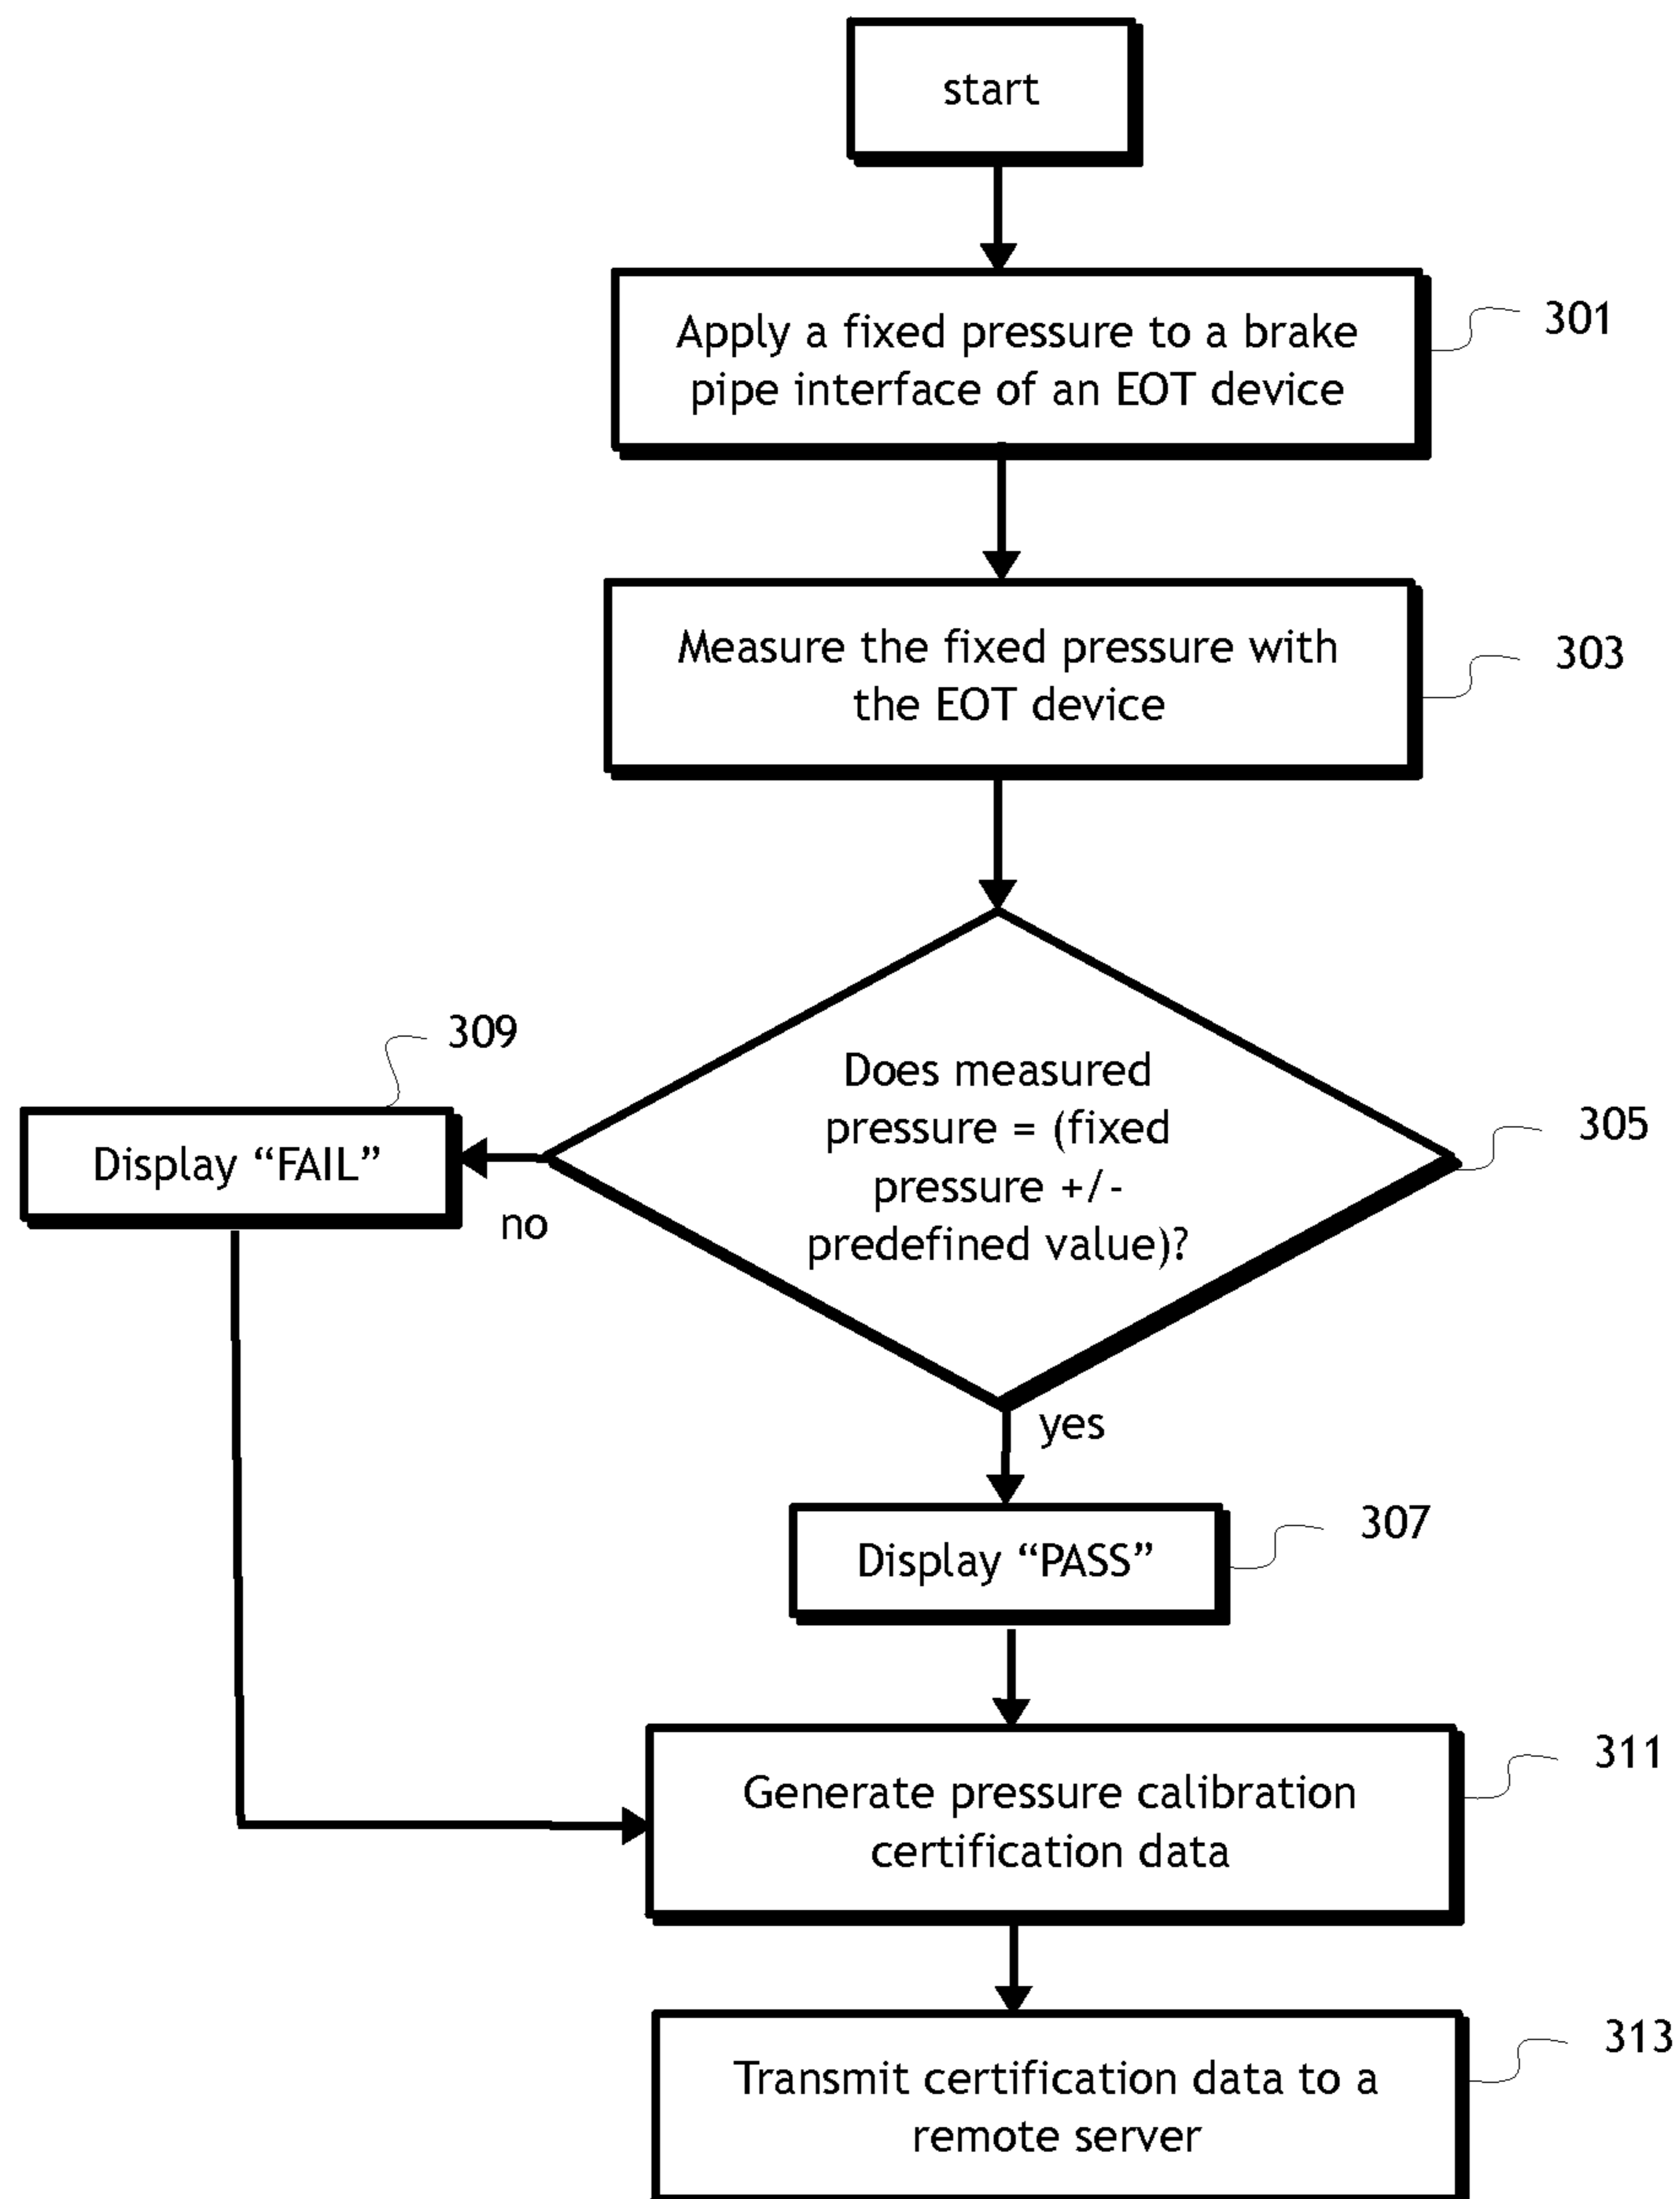 start
Apply a fixed pressure to a brake
pipe interface of an EOT device
301
Measure the fixed pressure with
the EOT device
303
309
Display “FAIL”
no
Does measured
pressure = (fixed
pressure +/-
predefined value)?
305
yes
Display “PASS”
307
Generate pressure calibration
certification data
311
Transmit certification data to a
remote server
313